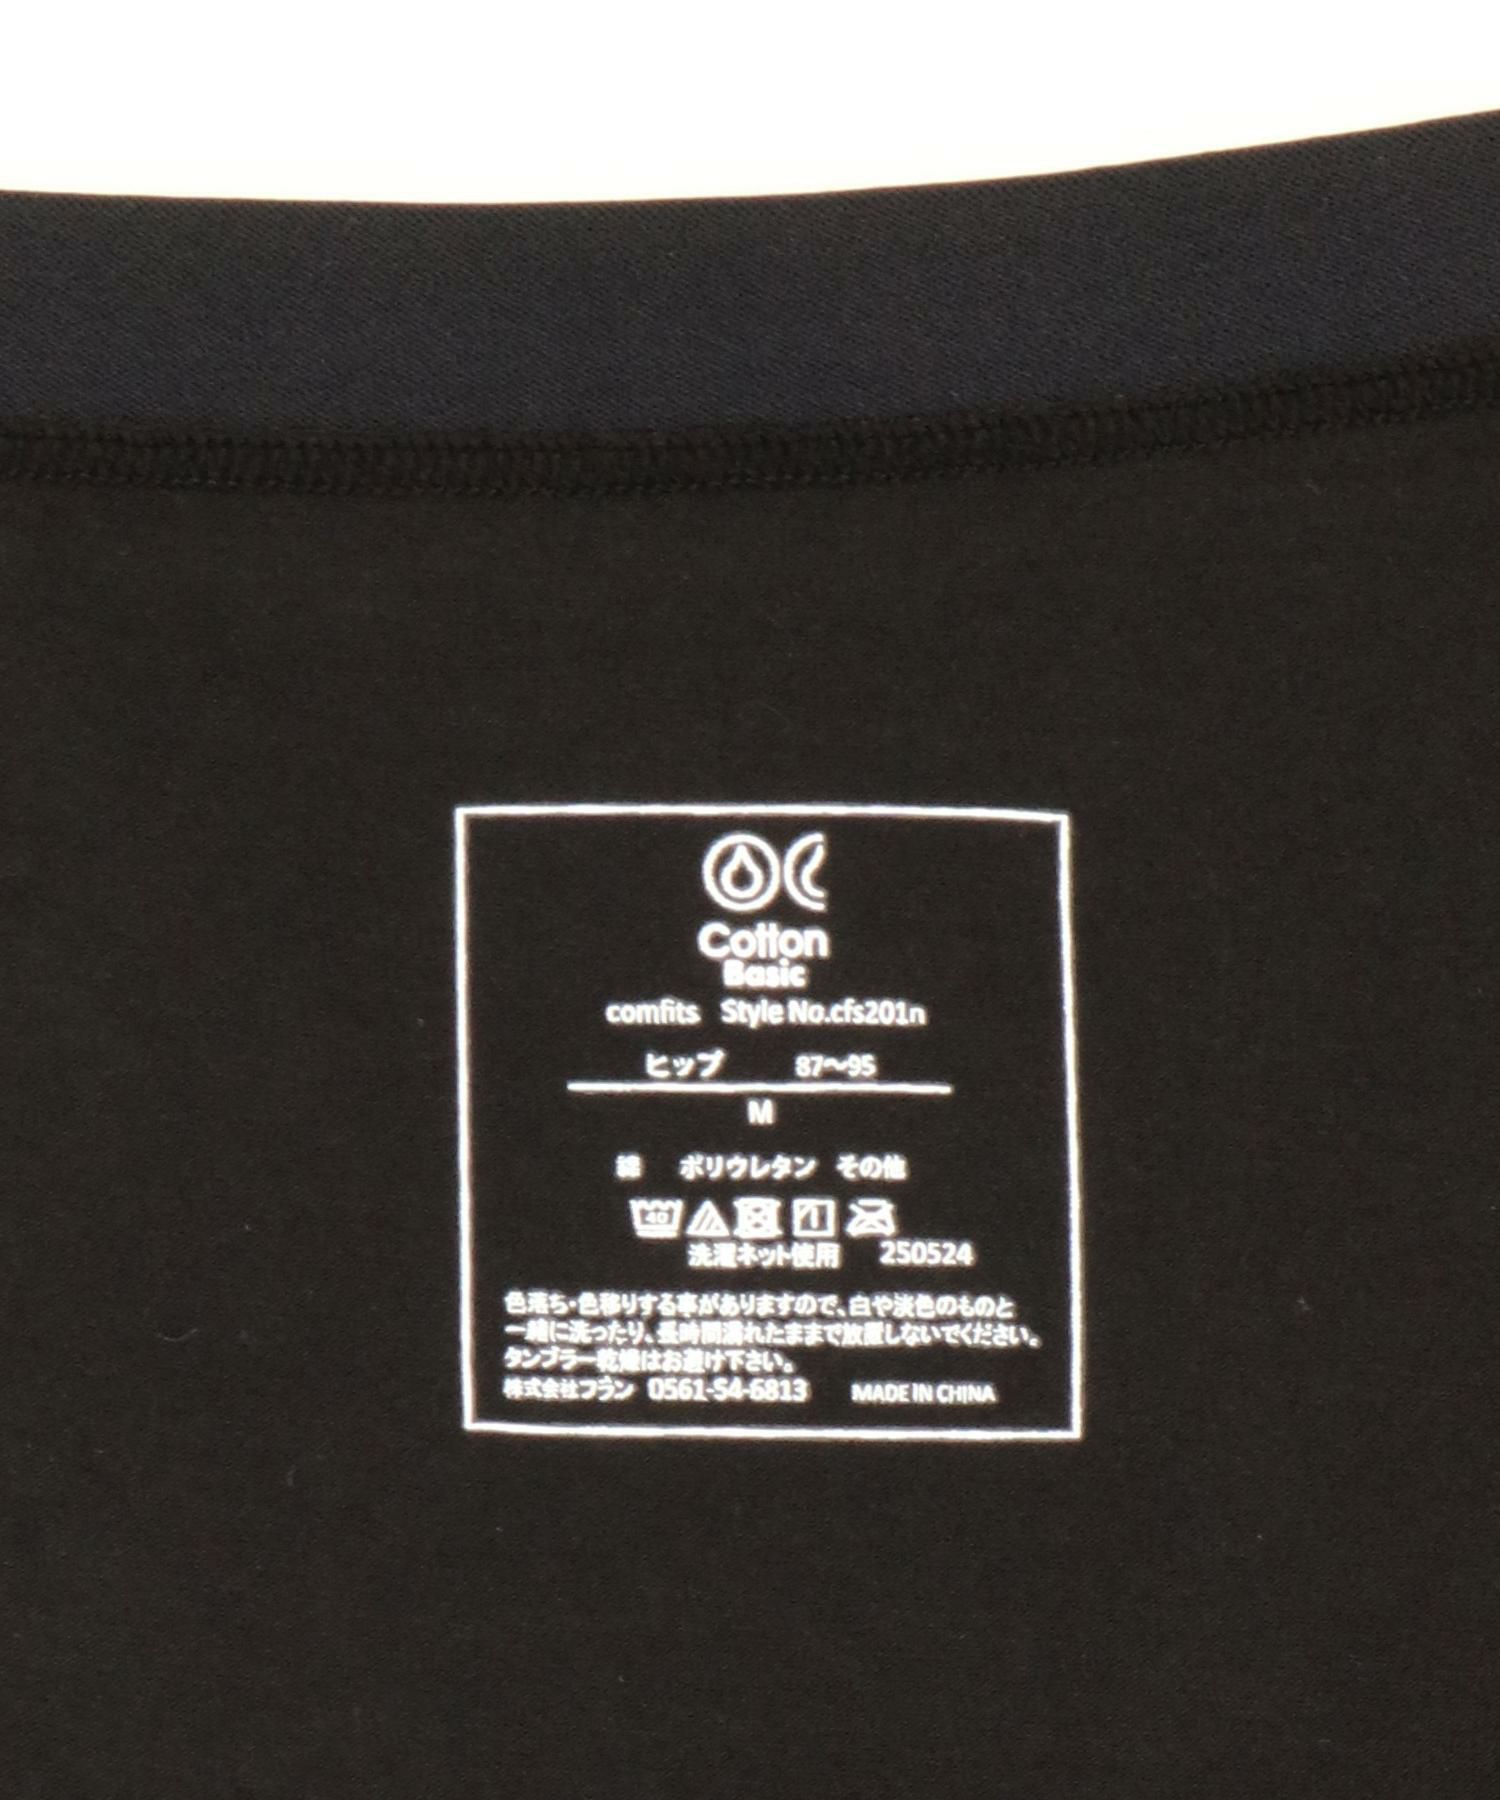 Cotton
Basic
comfits Style No.cfs201n
ヒップ 87～95
M
綿 ポリウレタン その他
40
洗濯ネット使用 250524
色落ち・色移りする事がありますので、白や淡色のものと
一緒に洗ったり、長時間濡れたままで放置しないでください。
タンブラー乾燥はお避け下さい。
株式会社フラン 0561-54-6813 MADE IN CHINA